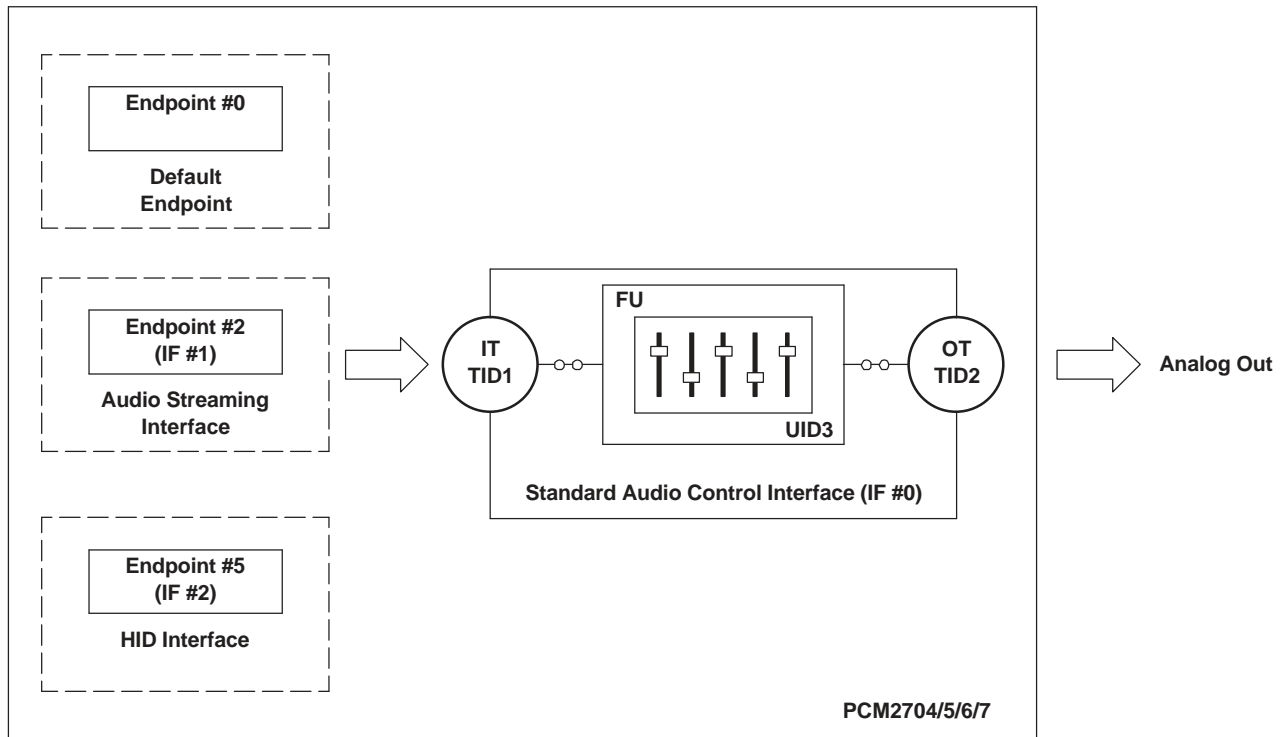 Endpoint #0
Default
Endpoint
Endpoint #2
(IF #1)
Audio Streaming
Interface
Endpoint #5
(IF #2)
HID Interface
IT
TID1
FU
UID3
OT
TID2
Standard Audio Control Interface (IF #0)
Analog Out
PCM2704/5/6/7